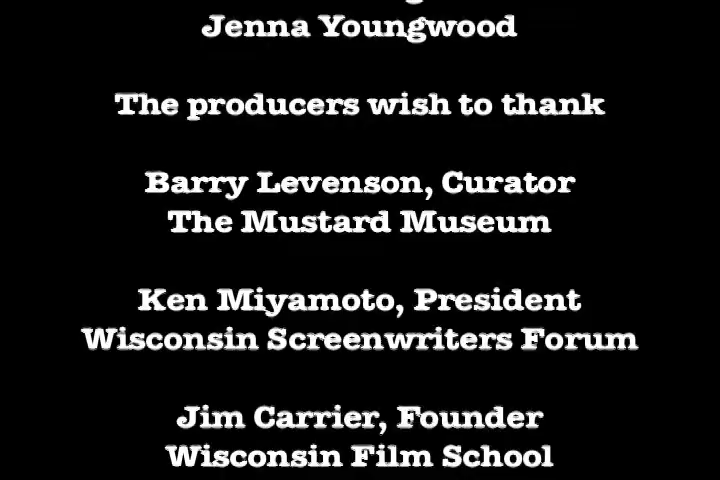 Jenna Youngwood
The producers wish to thank
Barry Levenson, Curator
The Mustard Museum
Ken Miyamoto, President
Wisconsin Screenwriters Forum
Jim Carrier, Founder
Wisconsin Film School